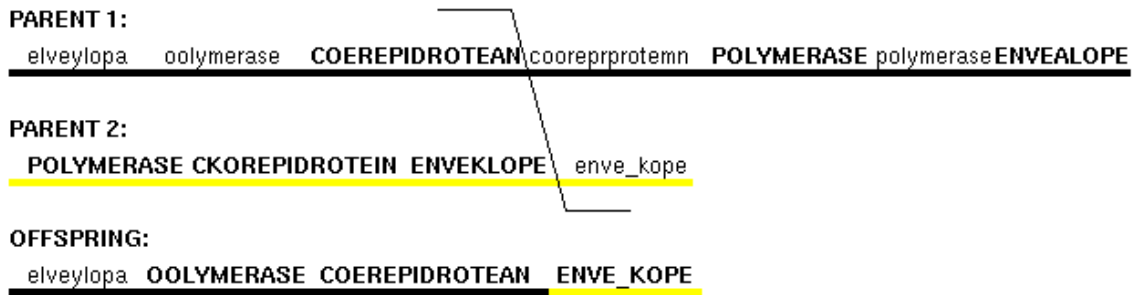 PARENT 1:
elveylopa oolymerase COEREPIDROTEAN cooreprprotemn POLYMERASE polymerase ENVEALOPE
PARENT 2:
POLYMERASE CKOREPIDROTEIN ENVEKLOPE enve_kope
OFFSPRING:
elveylopa OOLYMERASE COEREPIDROTEAN ENVE_KOPE